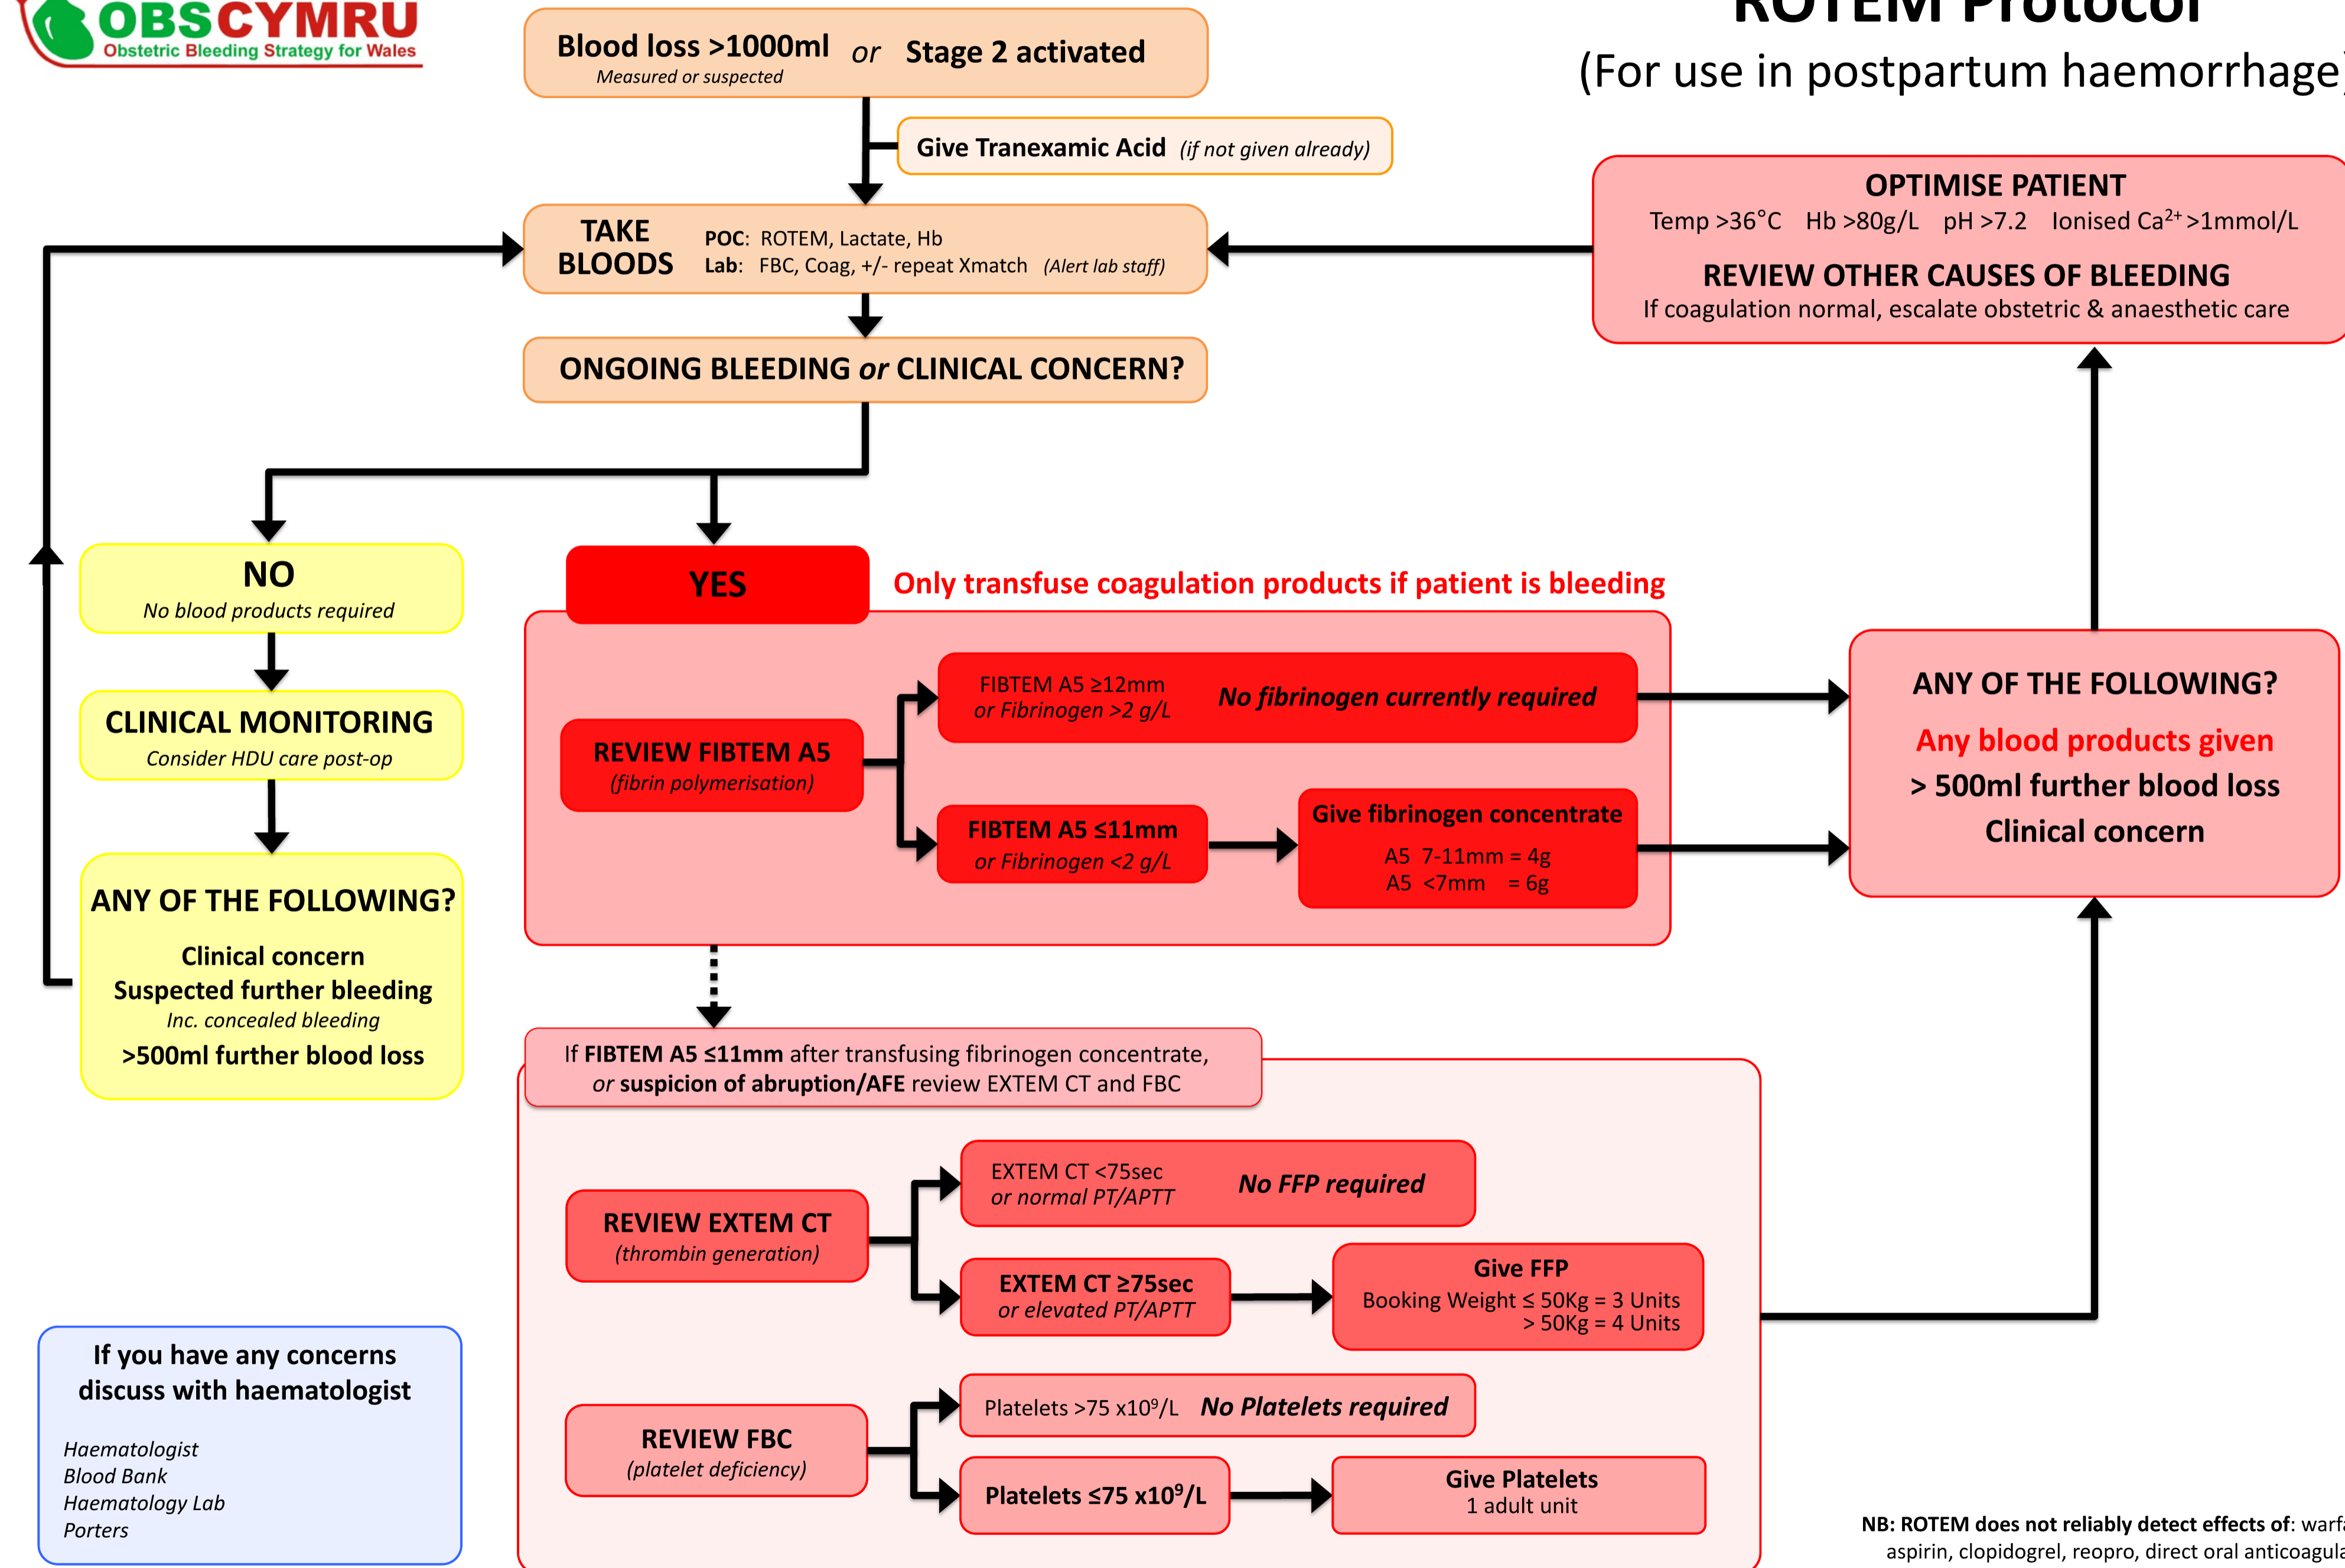 OBSCYMRU
Obstetric Bleeding Strategy for Wales
ROTEM Protocol
(For use in postpartum haemorrhage)
Blood loss >1000ml or Stage 2 activated
Measured or suspected
Give Tranexamic Acid (if not given already)
TAKE BLOODS
POC: ROTEM, Lactate, Hb
Lab: FBC, Coag, +/- repeat Xmatch (Alert lab staff)
OPTIMISE PATIENT
Temp >36°C Hb >80g/L pH >7.2 Ionised Ca²⁺ >1mmol/L
REVIEW OTHER CAUSES OF BLEEDING
If coagulation normal, escalate obstetric & anaesthetic care
ONGOING BLEEDING or CLINICAL CONCERN?
NO
No blood products required
CLINICAL MONITORING
Consider HDU care post-op
ANY OF THE FOLLOWING?
Clinical concern
Suspected further bleeding
Inc. concealed bleeding
>500ml further blood loss
YES
Only transfuse coagulation products if patient is bleeding
REVIEW FIBTEM A5
(fibrin polymerisation)
FIBTEM A5 ≥12mm
or Fibrinogen >2 g/L
No fibrinogen currently required
FIBTEM A5 ≤11mm
or Fibrinogen <2 g/L
Give fibrinogen concentrate
A5 7-11mm = 4g
A5 <7mm = 6g
ANY OF THE FOLLOWING?
Any blood products given
> 500ml further blood loss
Clinical concern
If FIBTEM A5 ≤11mm after transfusing fibrinogen concentrate,
or suspicion of abruption/AFE review EXTEM CT and FBC
REVIEW EXTEM CT
(thrombin generation)
EXTEM CT <75sec
or normal PT/APTT
No FFP required
EXTEM CT ≥75sec
or elevated PT/APTT
Give FFP
Booking Weight ≤ 50Kg = 3 Units
> 50Kg = 4 Units
REVIEW FBC
(platelet deficiency)
Platelets >75 x10⁹/L No Platelets required
Platelets ≤75 x10⁹/L
Give Platelets
1 adult unit
If you have any concerns
discuss with haematologist
Haematologist
Blood Bank
Haematology Lab
Porters
NB: ROTEM does not reliably detect effects of:
aspirin, clopidogrel, reopro, direct oral